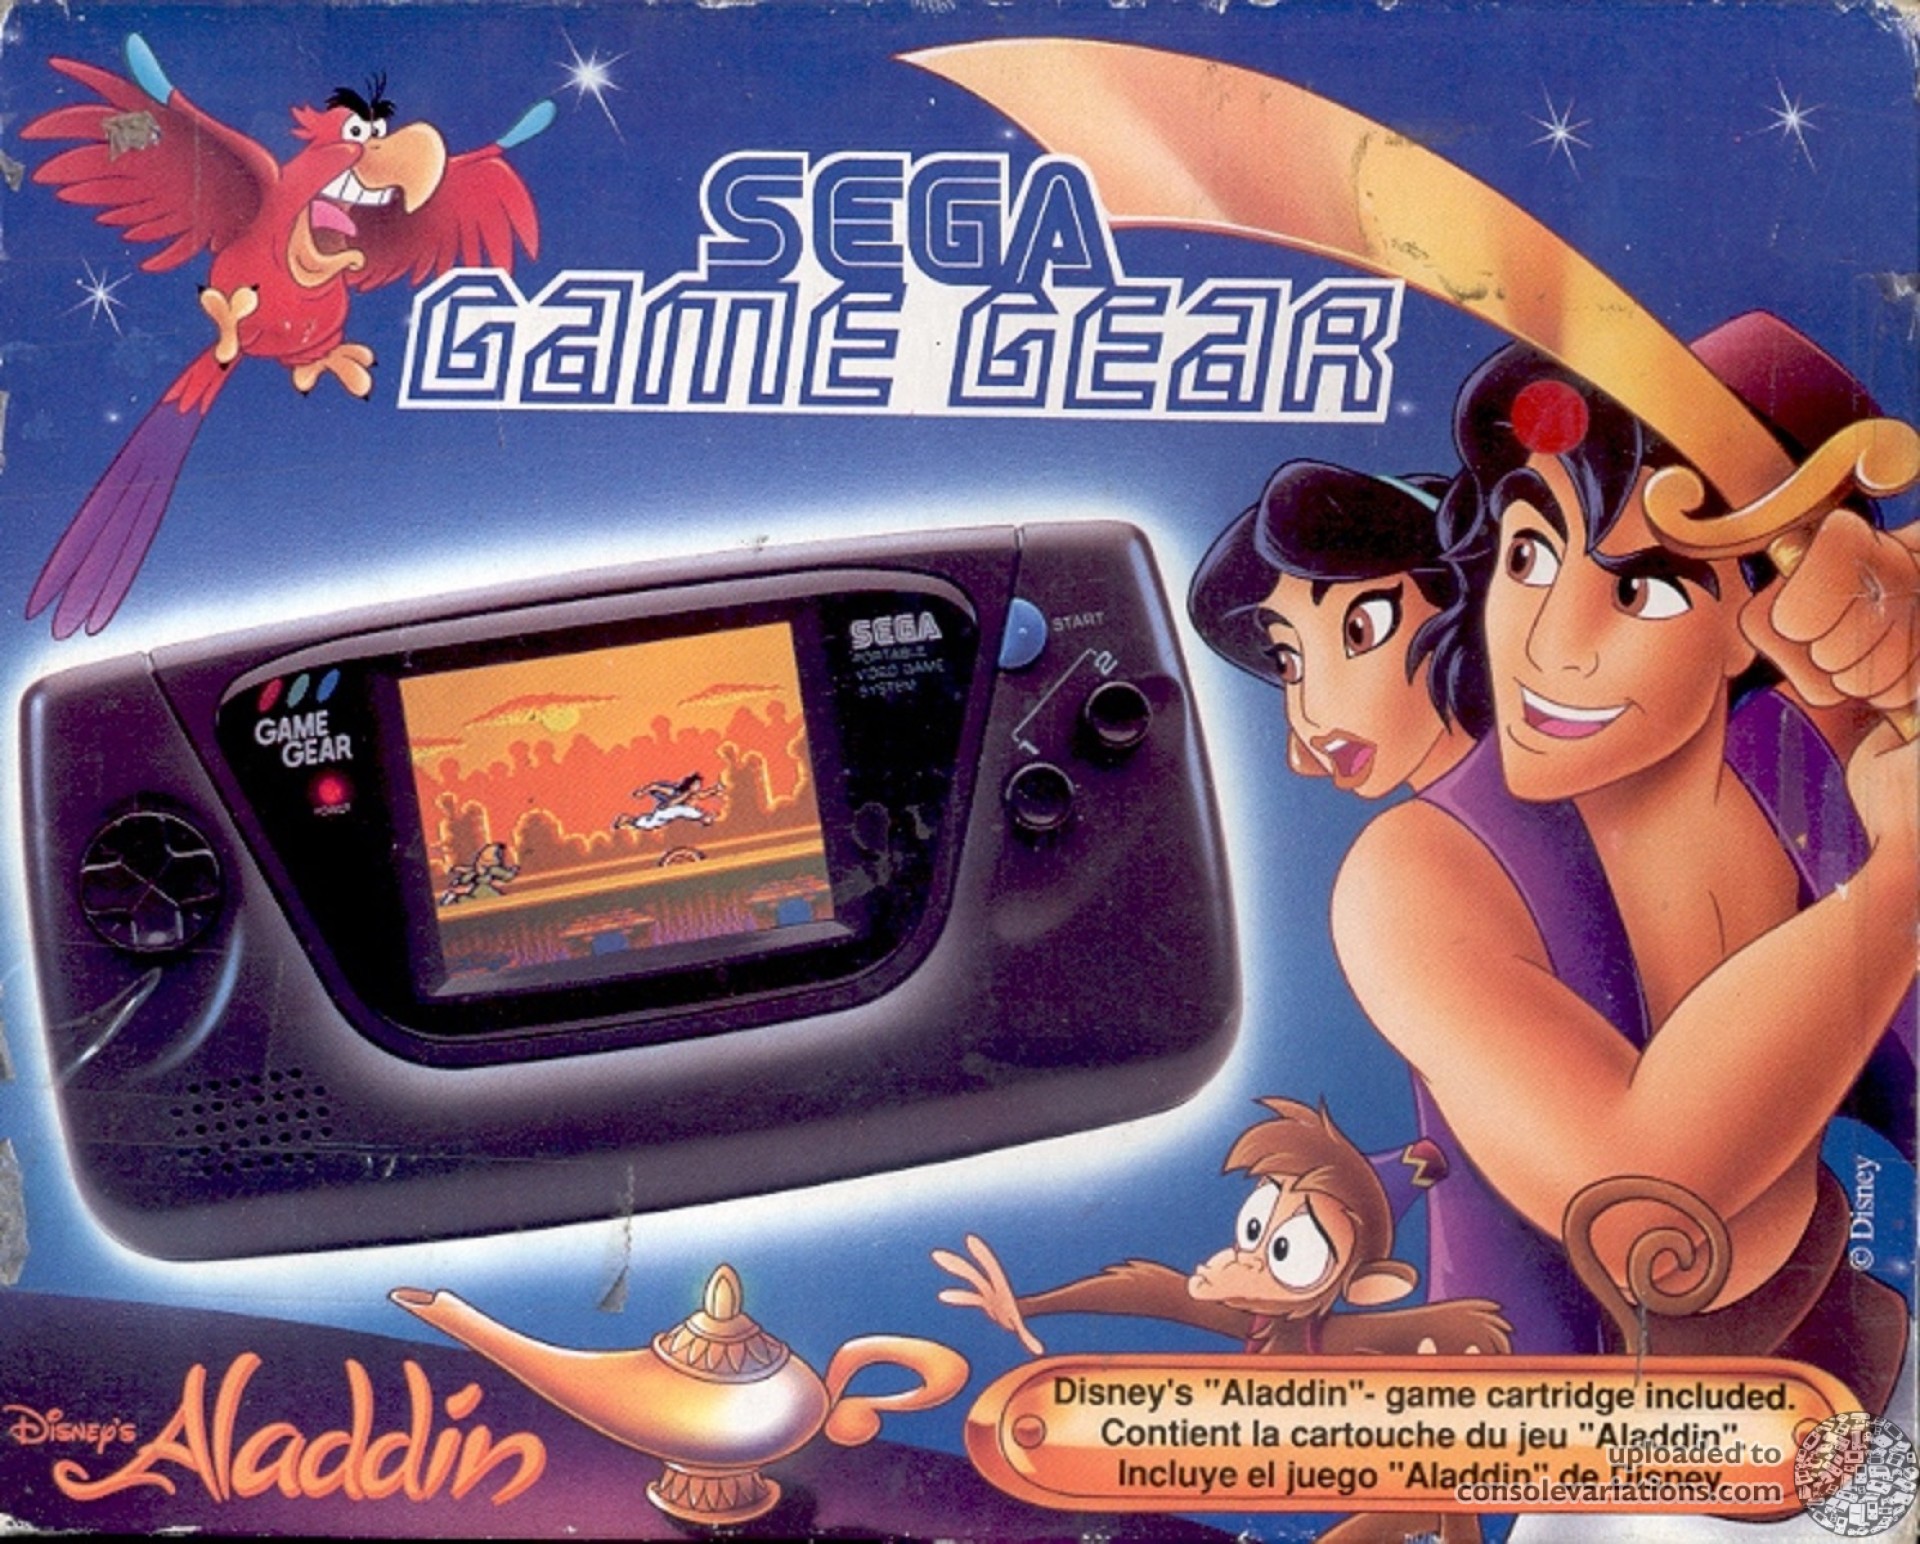 SEGA
GAME GEAR
SEGA
PORTABLE
VIDEO GAME
SYSTEM
START
2
1
GAME
GEAR
POWER
© Disney
DISNEY'S
Aladdin
Disney's "Aladdin"- game cartridge included.
Contient la cartouche du jeu "Aladdin".
Incluye el juego "Aladdin" de Disney.
uploaded to
consolevariations.com